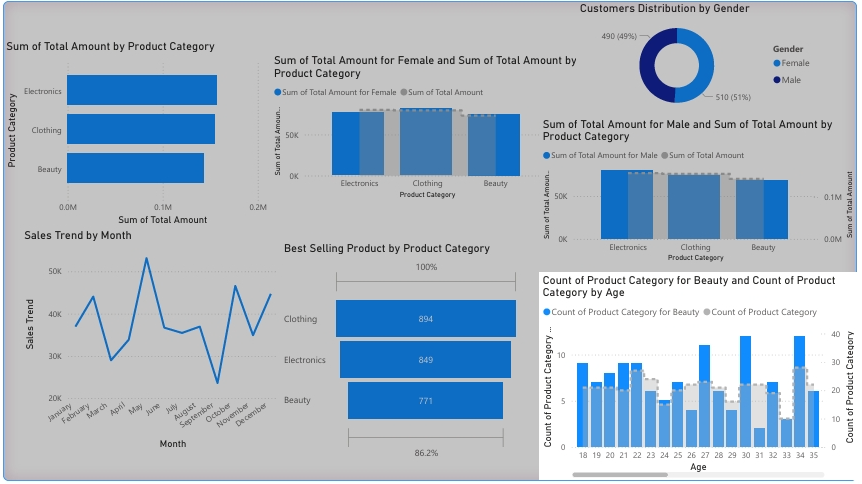 Sum of Total Amount by Product Category
Product Category
Electronics
Clothing
Beauty
0.0M 0.1M 0.2M
Sum of Total Amount
Sum of Total Amount for Female and Sum of Total Amount by
Product Category
Sum of Total Amount for Female Sum of Total Amount
Sum of Total Amoun...
50K
0K
Electronics Clothing Beauty
Product Category
Customers Distribution by Gender
490 (49%)
510 (51%)
Gender
Female
Male
Sum of Total Amount for Male and Sum of Total Amount by
Product Category
Sum of Total Amount for Male Sum of Total Amount
Sum of Total Amoun...
50K
0K
0.1M
0.0M
Sum of Total Amount
Electronics Clothing Beauty
Product Category
Sales Trend by Month
Sales Trend
50K
40K
30K
20K
January February March April May June July August September October November December
Month
Best Selling Product by Product Category
100%
Clothing 894
Electronics 849
Beauty 771
86.2%
Count of Product Category for Beauty and Count of Product
Category by Age
Count of Product Category for Beauty Count of Product Category
Count of Product Category ...
10
5
0
40
30
20
10
0
Count of Product Category
18 19 20 21 22 23 24 25 26 27 28 29 30 31 32 33 34 35
Age